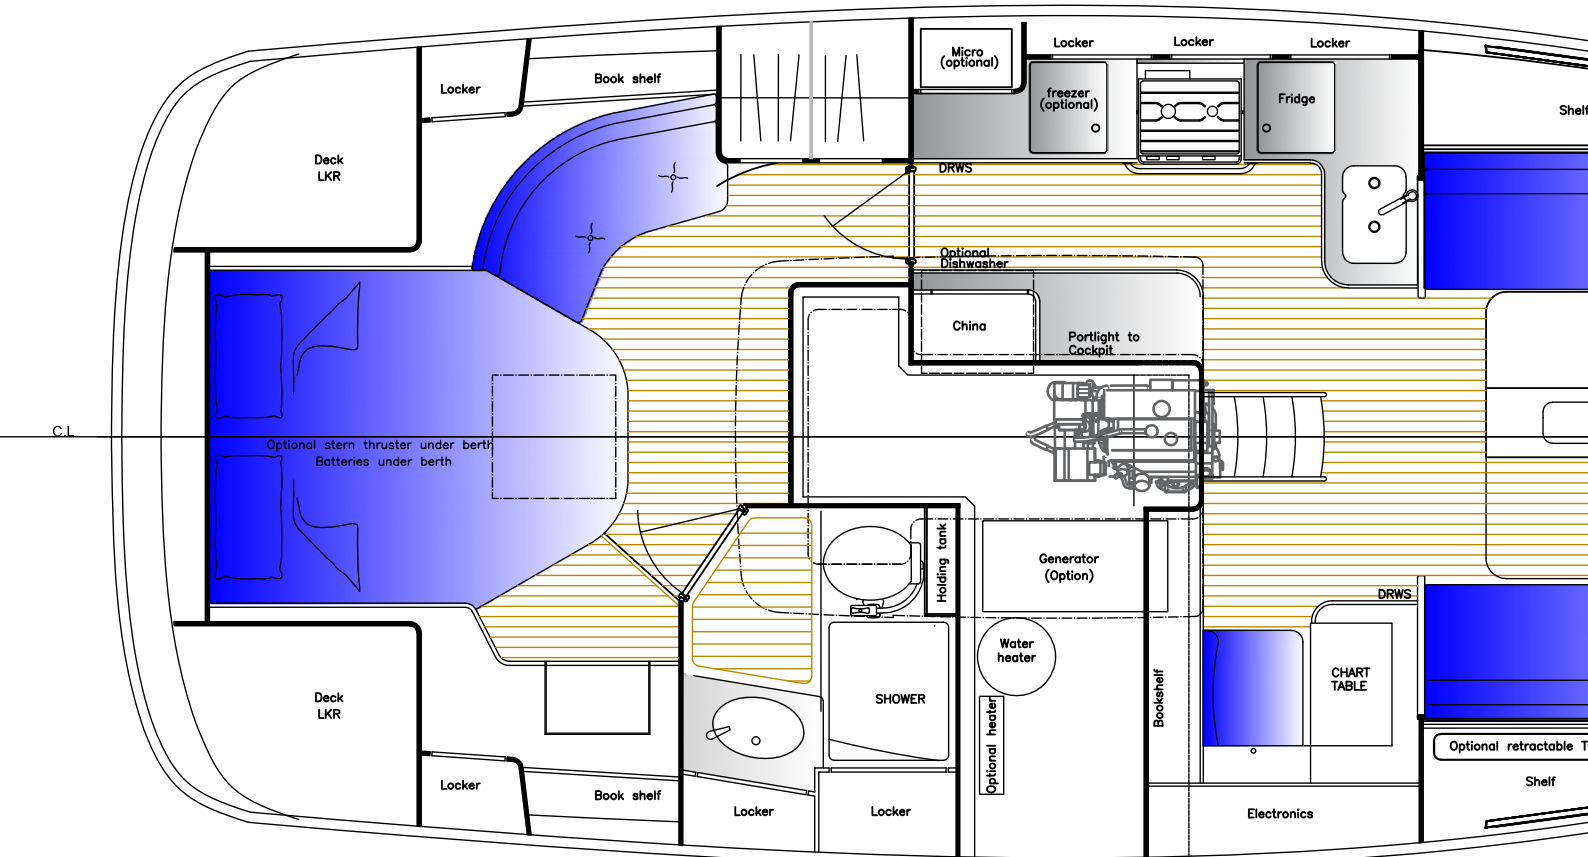 Micro
(optional)
Locker
Locker
Locker
Locker
Book shelf
freezer
(optional)
Fridge
Shelf
Deck
LKR
DRWS
Optional
Dishwasher
China
Portlight to
Cockpit
C.L
Optional stern thruster under berth
Batteries under berth
Holding tank
Generator
(Option)
DRWS
Water
heater
CHART
TABLE
Bookshelf
Deck
LKR
SHOWER
Optional heater
Optional retractable T
Locker
Book shelf
Shelf
Locker
Locker
Electronics